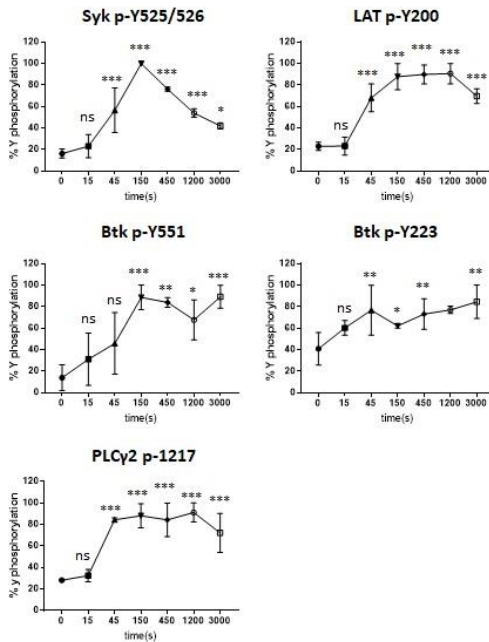 Syk p-Y525/526
% Y phosphorylation
120
100
80
60
40
20
0
ns
***
***
***
***
*
0 15 45 150 450 1200 3000
time(s)
LAT p-Y200
% Y phosphorylation
120
100
80
60
40
20
0
ns
***
***
***
***
***
0 15 45 150 450 1200 3000
time(s)
Btk p-Y551
% Y phosphorylation
120
100
80
60
40
20
0
ns
ns
***
**
*
***
0 15 45 150 450 1200 3000
time(s)
Btk p-Y223
% Y phosphorylation
120
100
80
60
40
20
0
ns
**
*
**
**
0 15 45 150 450 1200 3000
time(s)
PLCγ2 p-1217
% y phosphorylation
120
100
80
60
40
20
0
ns
***
***
***
***
***
0 15 45 150 450 1200 3000
time(s)